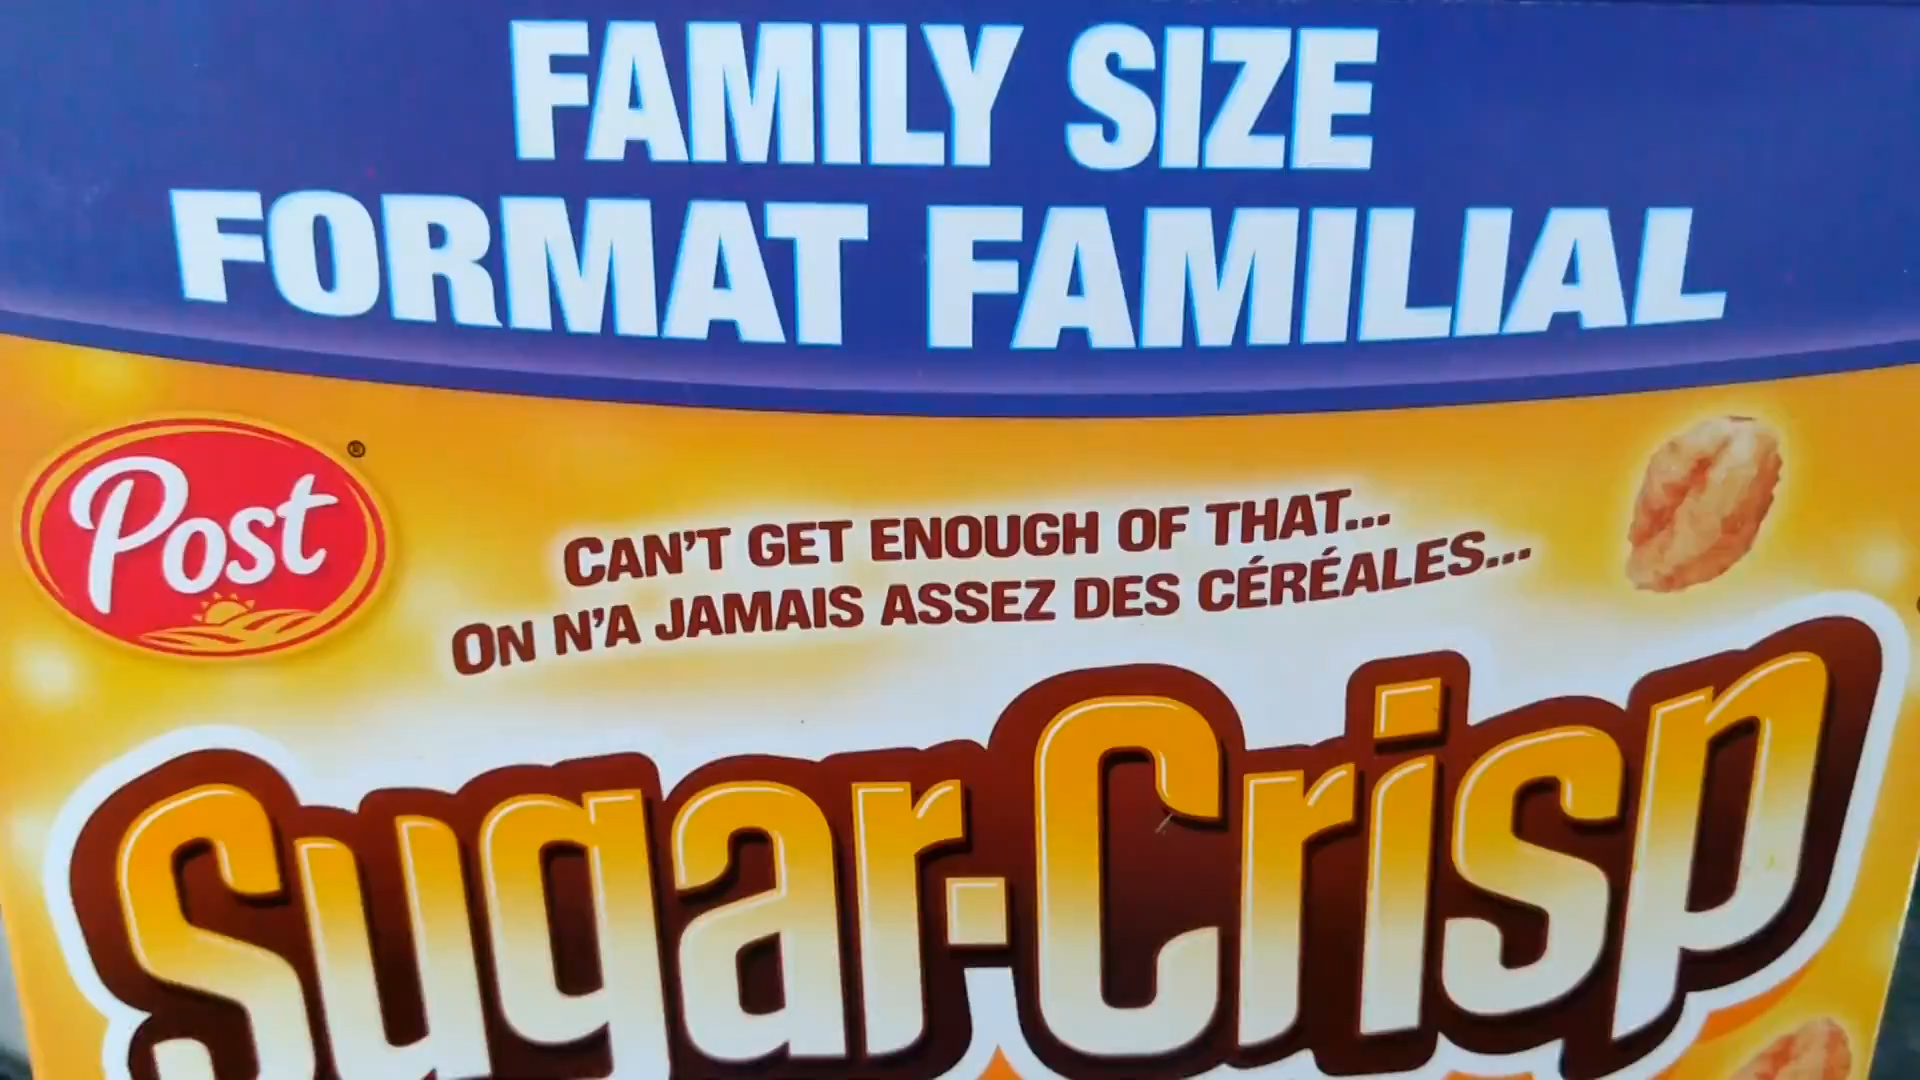 FAMILY SIZE
FORMAT FAMILIAL
Post®
CAN'T GET ENOUGH OF THAT...
ON N'A JAMAIS ASSEZ DES CÉRÉALES...
Sugar-Crisp